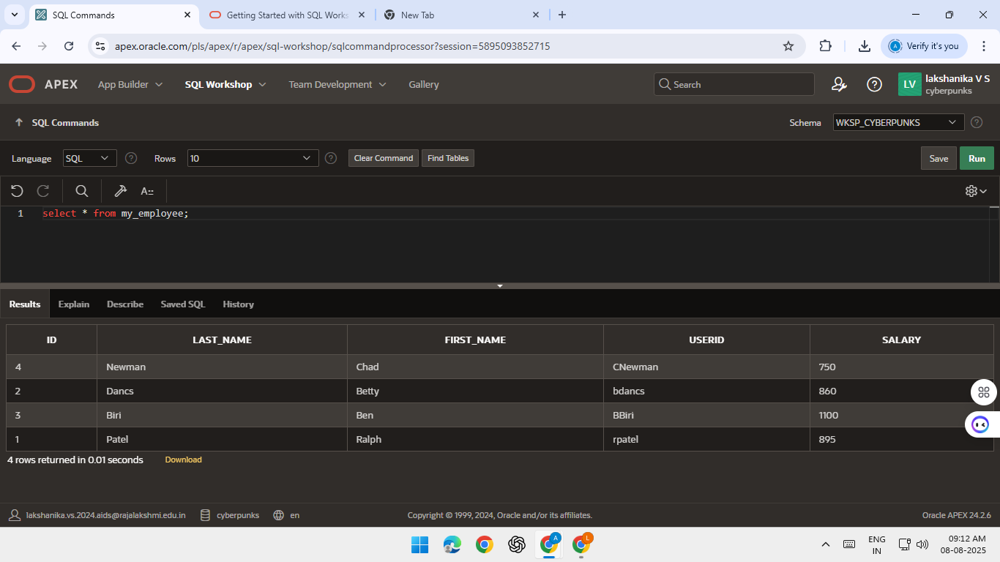 SQL Commands
Getting Started with SQL Works
New Tab
apex.oracle.com/pls/apex/r/apex/sql-workshop/sqlcommandprocessor?session=5895093852715
A Verify it's you
APEX App Builder SQL Workshop Team Development Gallery Search LV lakshanika V S
cyberpunks
SQL Commands Schema WKSP_CYBERPUNKS
Language SQL Rows 10 Clear Command Find Tables Save Run
A--
1 select * from my_employee;
Results Explain Describe Saved SQL History
ID LAST_NAME FIRST_NAME USERID SALARY
4 Newman Chad CNewman 750
2 Dancs Betty bdancs 860
3 Biri Ben BBiri 1100
1 Patel Ralph rpatel 895
4 rows returned in 0.01 seconds Download
lakshanika.vs.2024.aids@rajalakshmi.edu.in cyberpunks en Copyright © 1999, 2024, Oracle and/or its affiliates. Oracle APEX 24.2.6
A L
ENG
IN
09:12 AM
08-08-2025